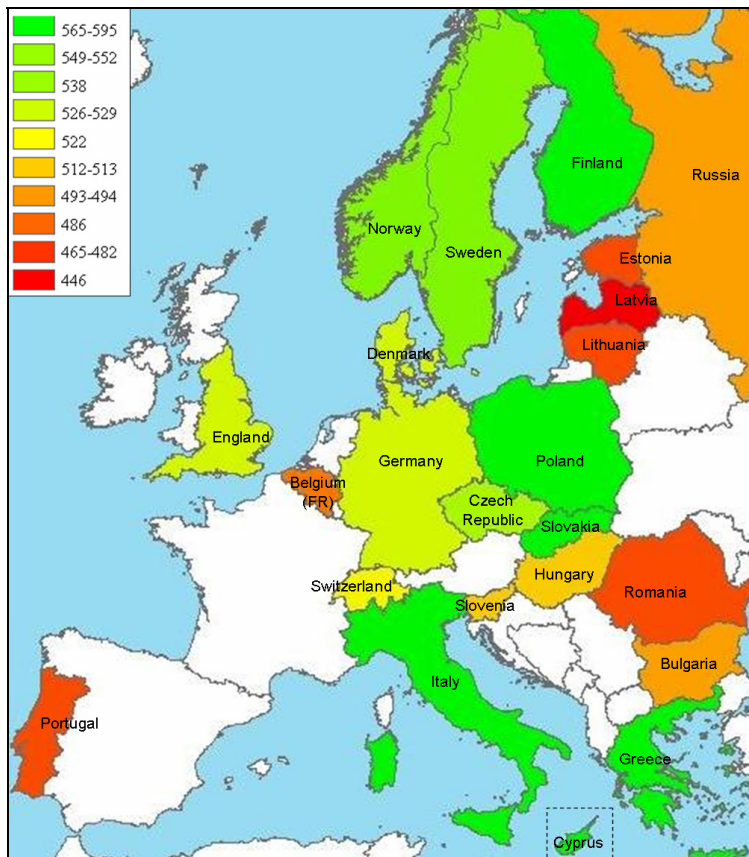 565-595
549-552
538
526-529
522
512-513
493-494
486
465-482
446
Finland
Russia
Norway
Sweden
Estonia
Latvia
Lithuania
Denmark
England
Germany
Poland
Belgium
(FR)
Czech
Republic
Slovakia
Switzerland
Hungary
Slovenia
Romania
Bulgaria
Italy
Portugal
Greece
Cyprus